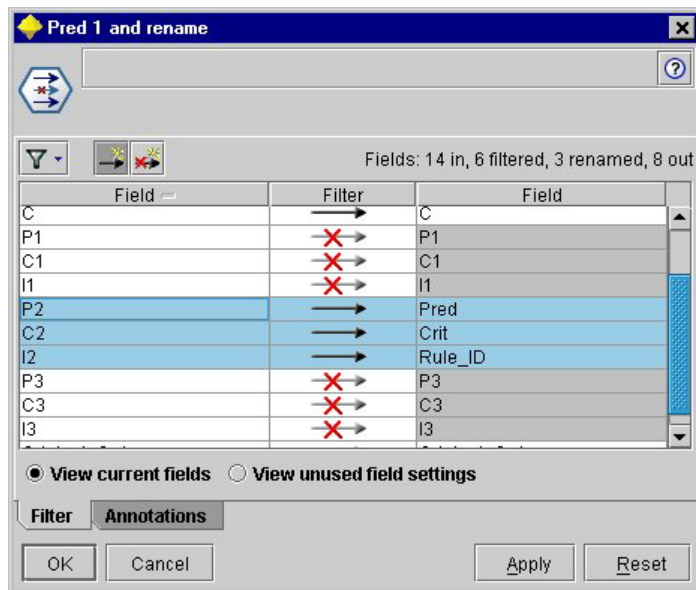 Pred 1 and rename
Fields: 14 in, 6 filtered, 3 renamed, 8 out
Field Filter Field
C C
P1 P1
C1 C1
I1 I1
P2 Pred
C2 Crit
I2 Rule_ID
P3 P3
C3 C3
I3 I3
View current fields View unused field settings
Filter Annotations
OK Cancel Apply Reset